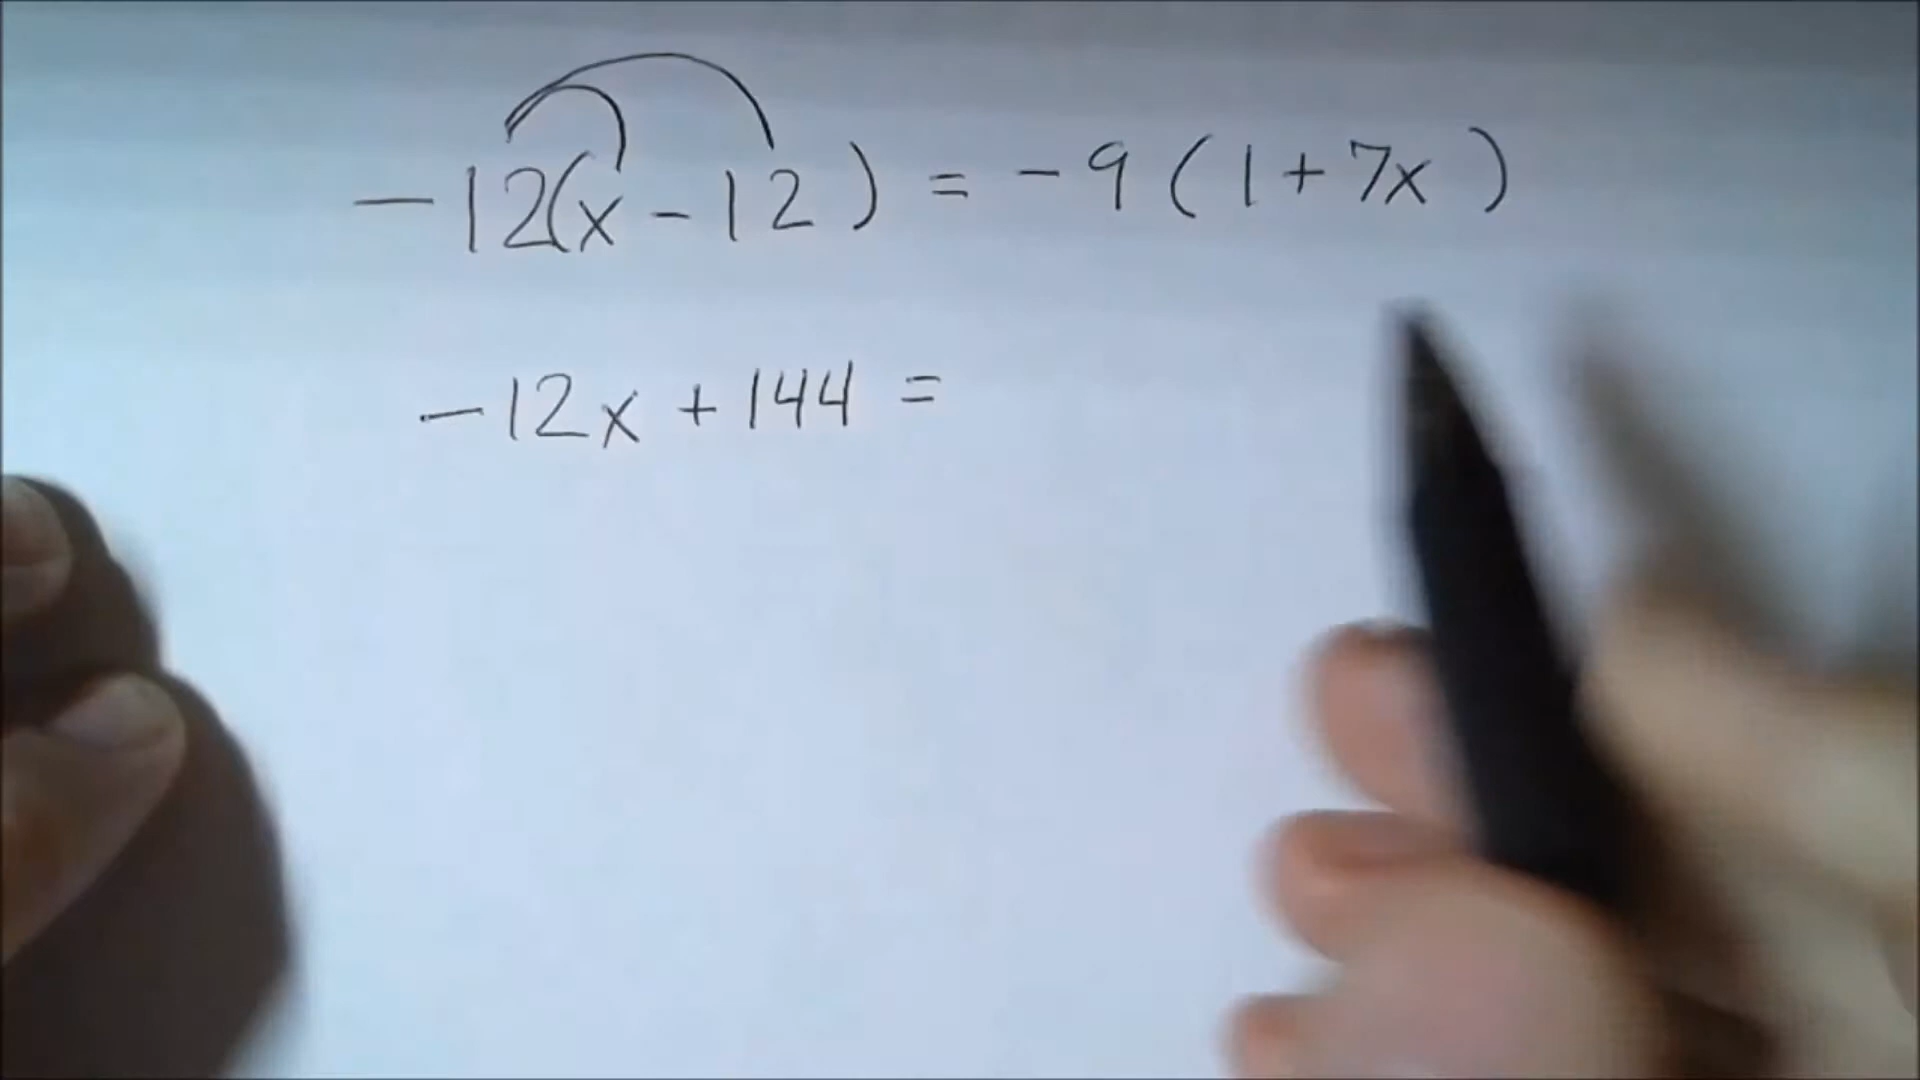 -12(x-12) = -9(1+7x)
-12x+144 =